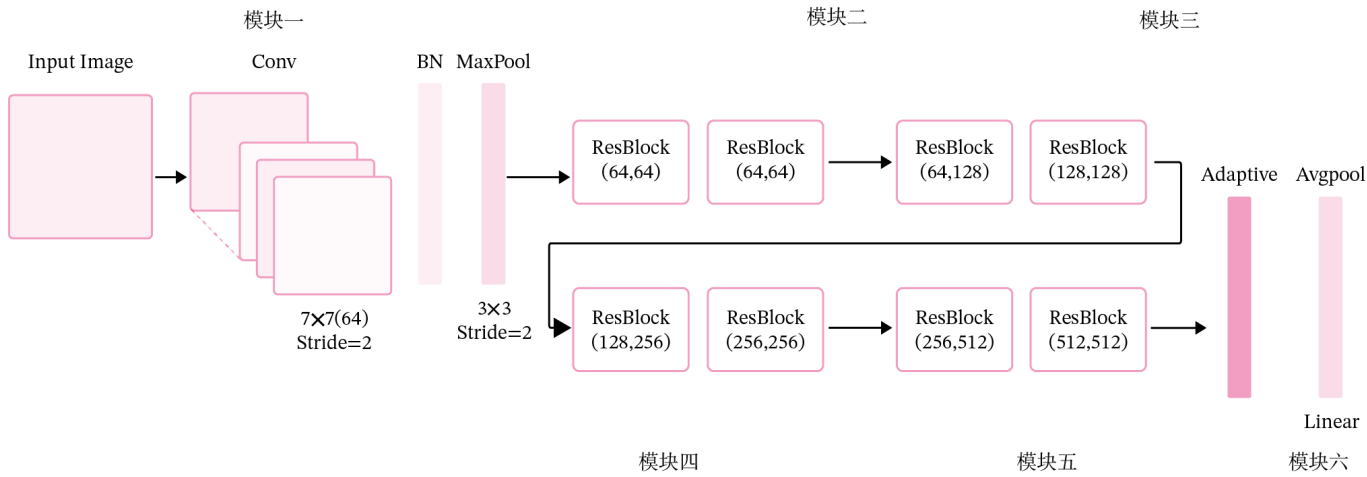 模块一
模块二
模块三
Input Image
Conv
BN
MaxPool
7×7(64)
Stride=2
3×3
Stride=2
ResBlock
(64,64)
ResBlock
(64,64)
ResBlock
(64,128)
ResBlock
(128,128)
Adaptive
Avgpool
ResBlock
(128,256)
ResBlock
(256,256)
ResBlock
(256,512)
ResBlock
(512,512)
Linear
模块四
模块五
模块六